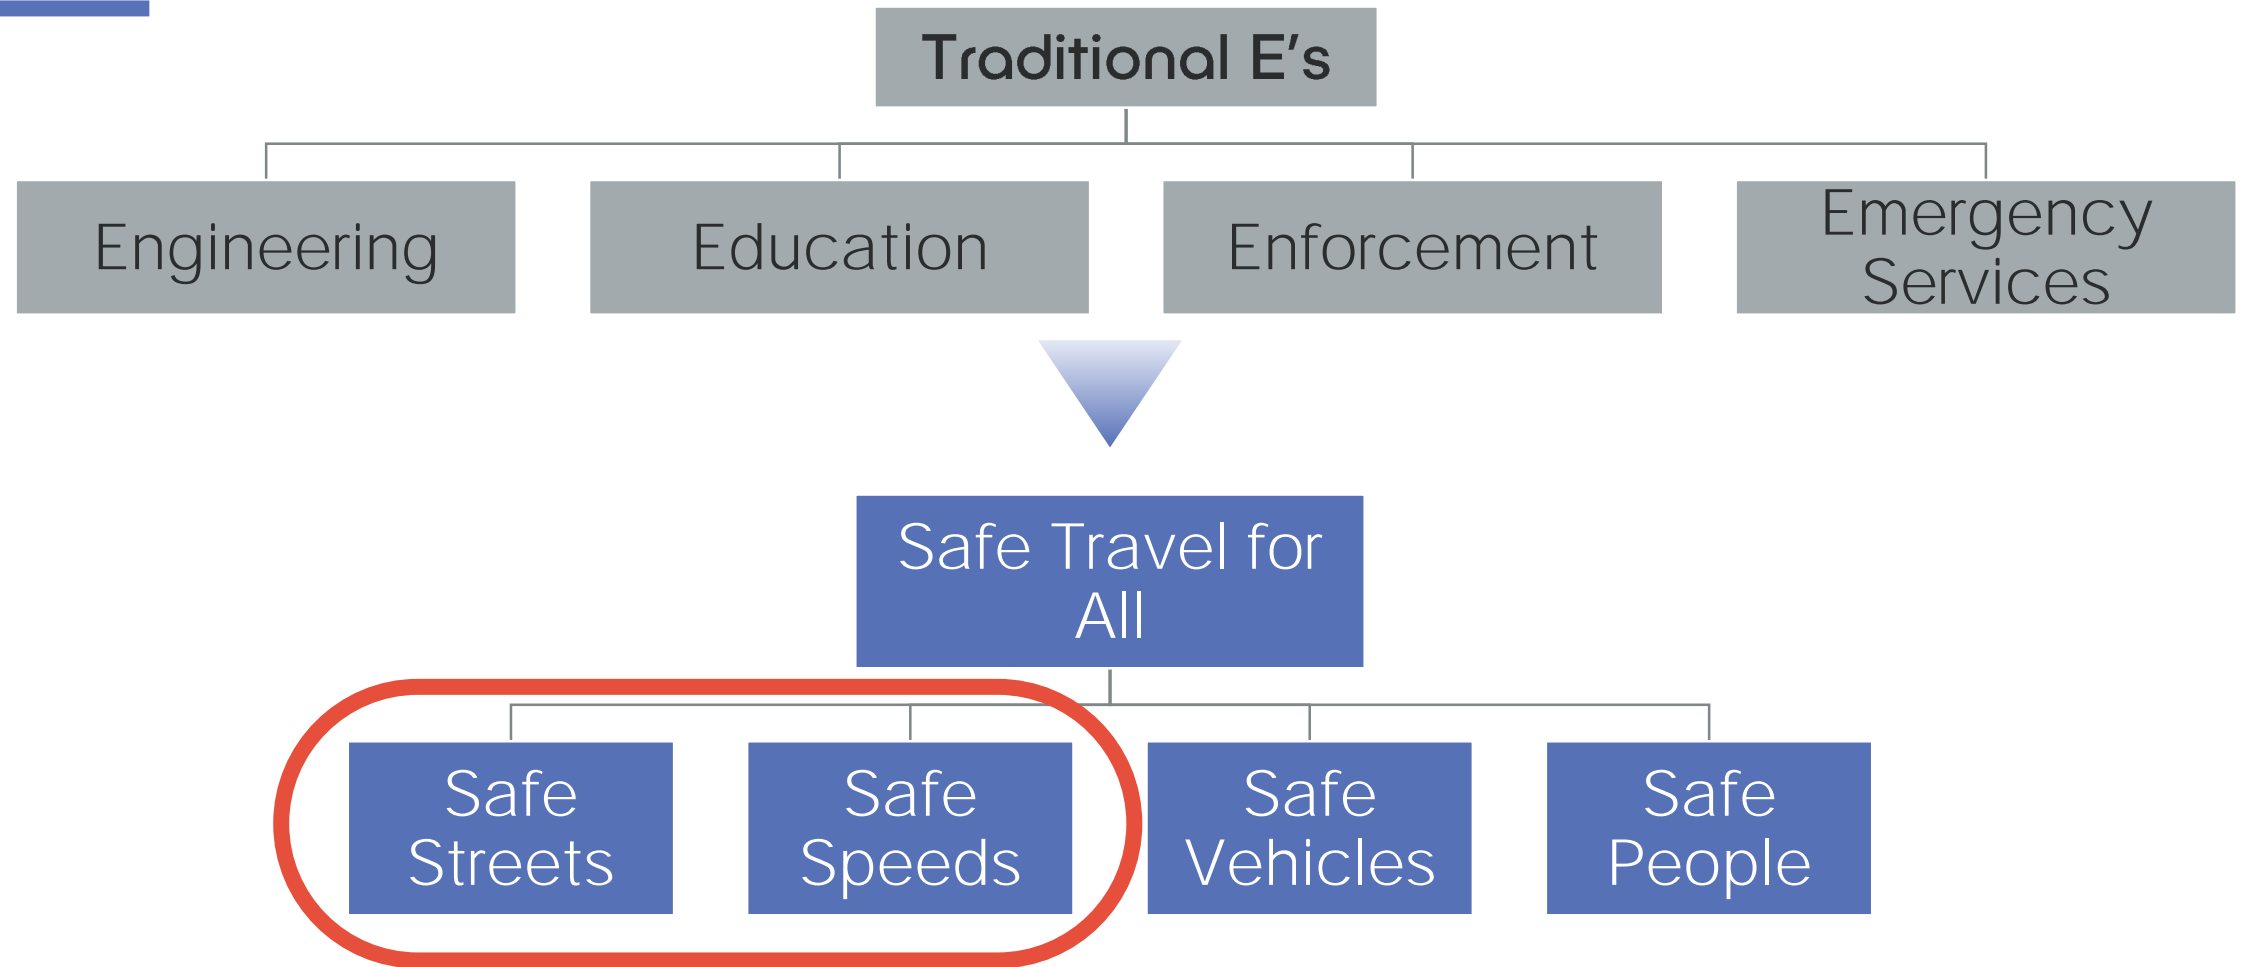 Traditional E's
Engineering
Education
Enforcement
Emergency
Services
Safe Travel for
All
Safe
Streets
Safe
Speeds
Safe
Vehicles
Safe
People